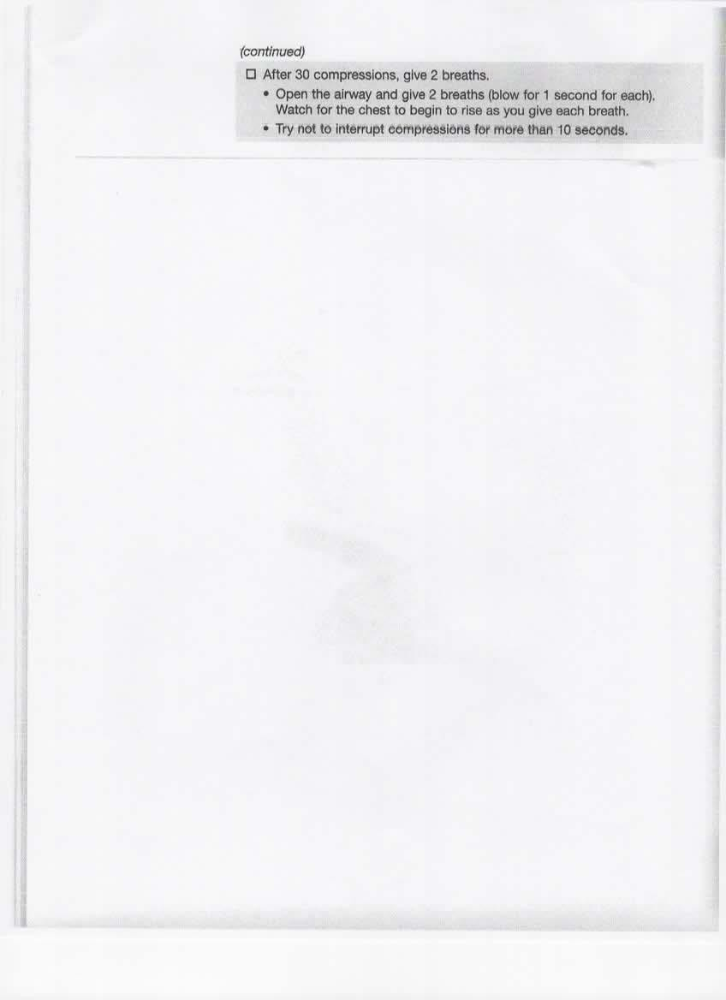 (continued)
☐ After 30 compressions, give 2 breaths.
• Open the airway and give 2 breaths (blow for 1 second for each).
Watch for the chest to begin to rise as you give each breath.
• Try not to interrupt compressions for more than 10 seconds.